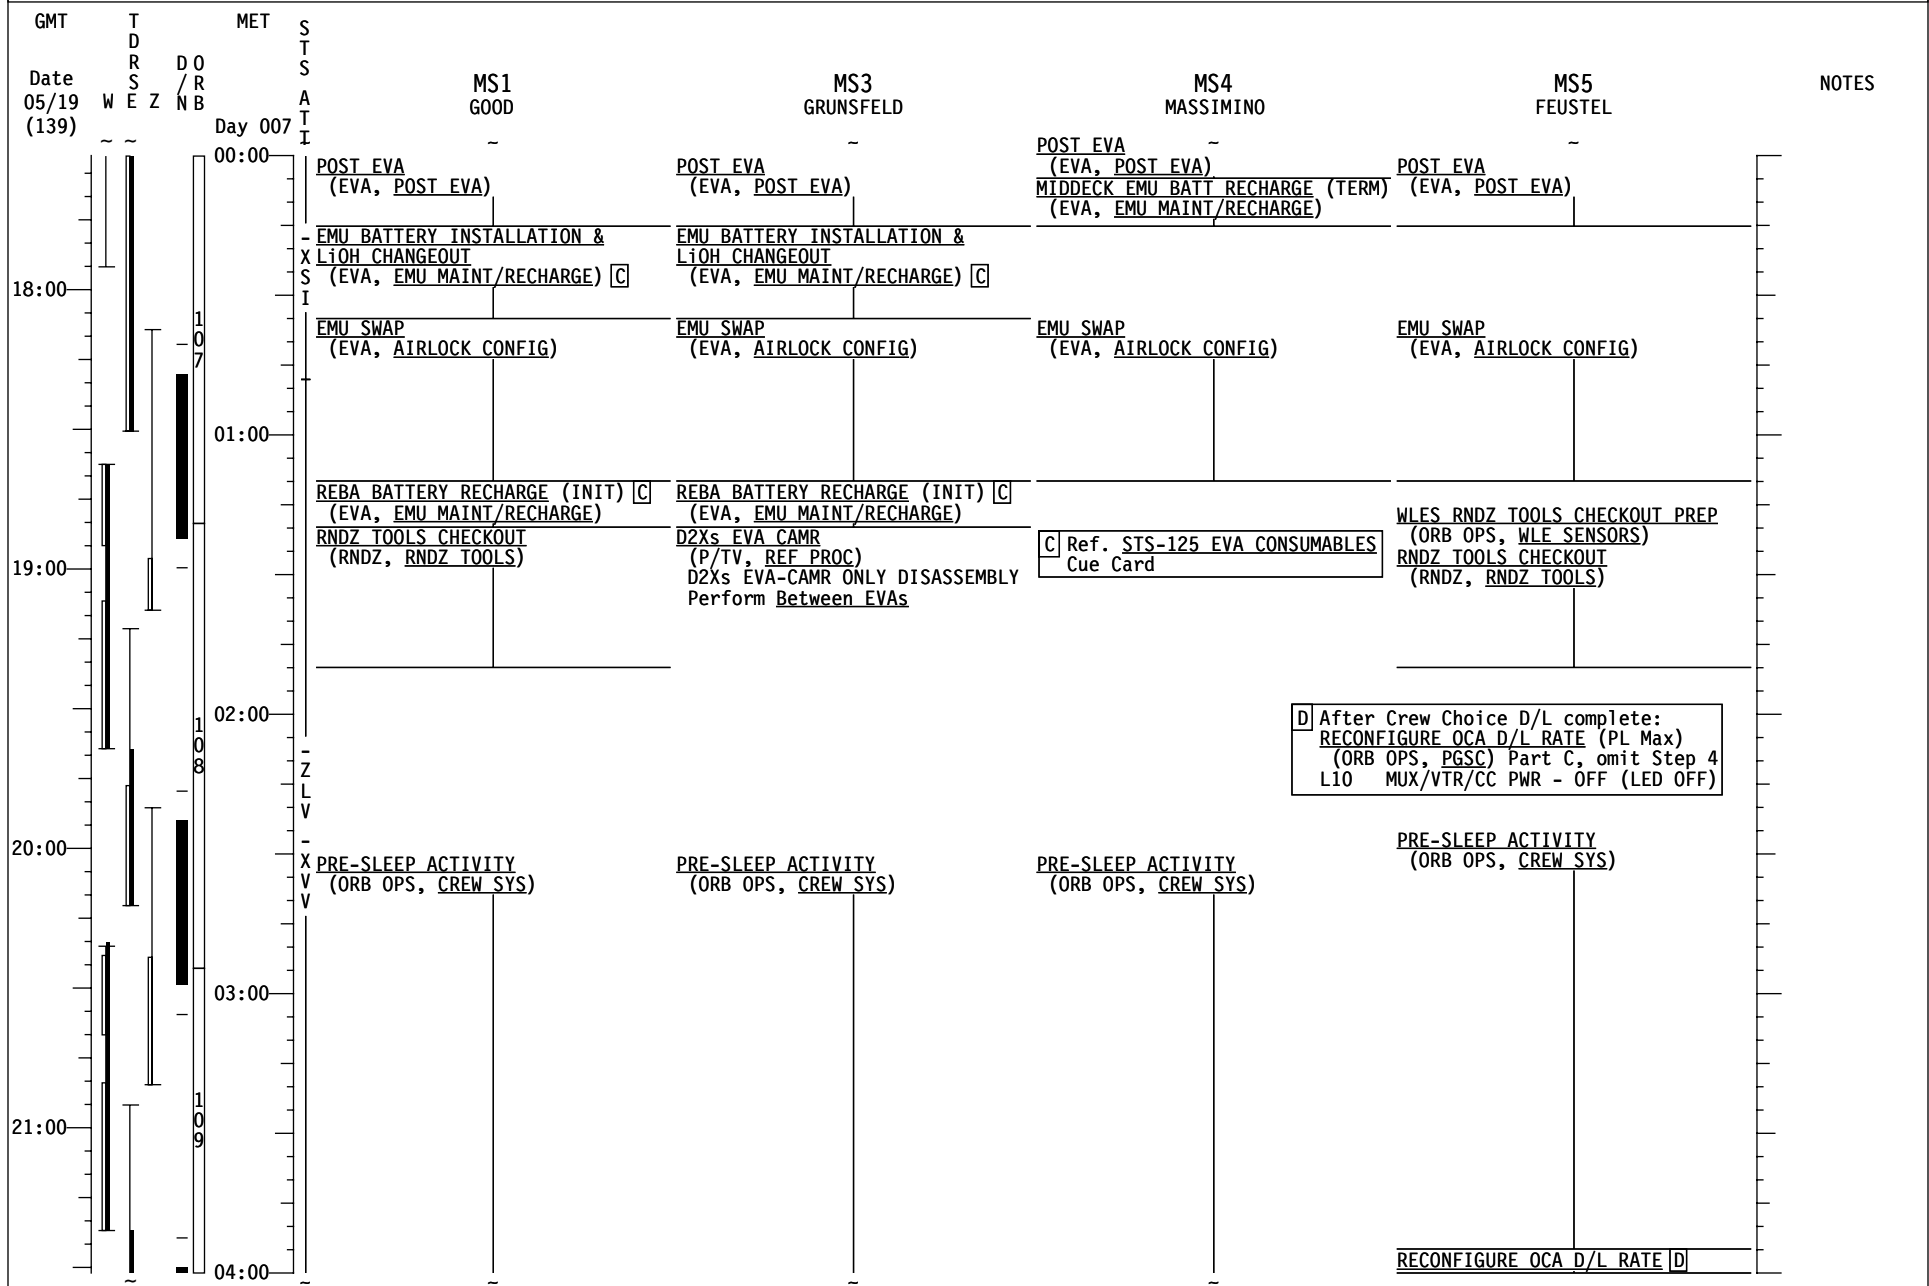 GMT
TDRS
MET
STS ATT
Date
05/19
(139)
W E Z
D/N
ORB
Day 007
MS1
GOOD
MS3
GRUNSFELD
MS4
MASSIMINO
MS5
FEUSTEL
NOTES
~ ~ ~ ~ ~ ~
18:00
19:00
20:00
21:00
107
108
109
00:00
01:00
02:00
03:00
04:00
-XSI
-ZLV
-XVV
POST EVA
(EVA, POST EVA)
EMU BATTERY INSTALLATION &
LiOH CHANGEOUT
(EVA, EMU MAINT/RECHARGE) C
EMU SWAP
(EVA, AIRLOCK CONFIG)
REBA BATTERY RECHARGE (INIT) C
(EVA, EMU MAINT/RECHARGE)
RNDZ TOOLS CHECKOUT
(RNDZ, RNDZ TOOLS)
PRE-SLEEP ACTIVITY
(ORB OPS, CREW SYS)
POST EVA
(EVA, POST EVA)
EMU BATTERY INSTALLATION &
LiOH CHANGEOUT
(EVA, EMU MAINT/RECHARGE) C
EMU SWAP
(EVA, AIRLOCK CONFIG)
REBA BATTERY RECHARGE (INIT) C
(EVA, EMU MAINT/RECHARGE)
D2Xs EVA CAMR
(P/TV, REF PROC)
D2Xs EVA-CAMR ONLY DISASSEMBLY
Perform Between EVAs
PRE-SLEEP ACTIVITY
(ORB OPS, CREW SYS)
POST EVA
(EVA, POST EVA)
MIDDECK EMU BATT RECHARGE (TERM)
(EVA, EMU MAINT/RECHARGE)
EMU SWAP
(EVA, AIRLOCK CONFIG)
C Ref. STS-125 EVA CONSUMABLES
Cue Card
PRE-SLEEP ACTIVITY
(ORB OPS, CREW SYS)
POST EVA
(EVA, POST EVA)
EMU SWAP
(EVA, AIRLOCK CONFIG)
WLES RNDZ TOOLS CHECKOUT PREP
(ORB OPS, WLE SENSORS)
RNDZ TOOLS CHECKOUT
(RNDZ, RNDZ TOOLS)
D After Crew Choice D/L complete:
RECONFIGURE OCA D/L RATE (PL Max)
(ORB OPS, PGSC) Part C, omit Step 4
L10 MUX/VTR/CC PWR - OFF (LED OFF)
PRE-SLEEP ACTIVITY
(ORB OPS, CREW SYS)
RECONFIGURE OCA D/L RATE D
~ ~ ~ ~ ~